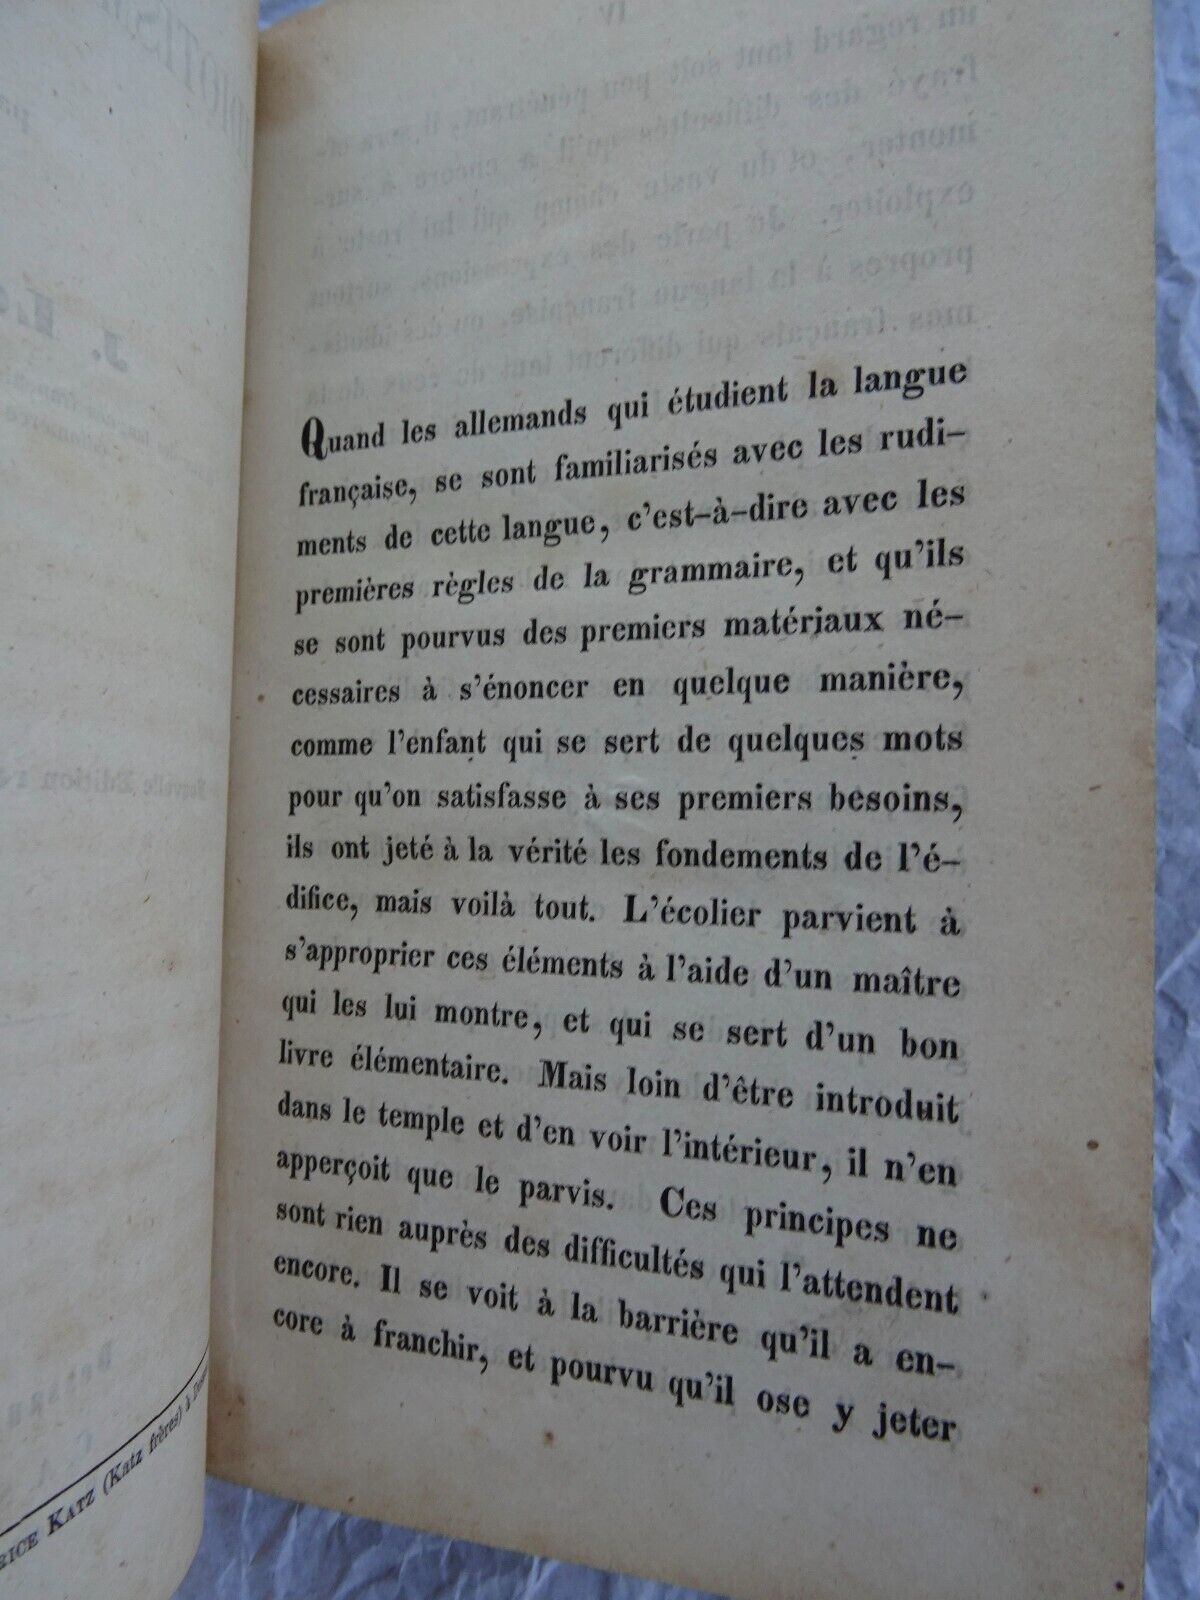 Quand les allemands qui étudient la langue
française, se sont familiarisés avec les rudi-
ments de cette langue, c'est-à-dire avec les
premières règles de la grammaire, et qu'ils
se sont pourvus des premiers matériaux né-
cessaires à s'énoncer en quelque manière,
comme l'enfant qui se sert de quelques mots
pour qu'on satisfasse à ses premiers besoins,
ils ont jeté à la vérité les fondements de l'é-
difice, mais voilà tout. L'écolier parvient à
s'approprier ces éléments à l'aide d'un maître
qui les lui montre, et qui se sert d'un bon
livre élémentaire. Mais loin d'être introduit
dans le temple et d'en voir l'intérieur, il n'en
apperçoit que le parvis. Ces principes ne
sont rien auprès des difficultés qui l'attendent
encore. Il se voit à la barrière qu'il a en-
core à franchir, et pourvu qu'il ose y jeter
RICE KATZ (Katz frères) à